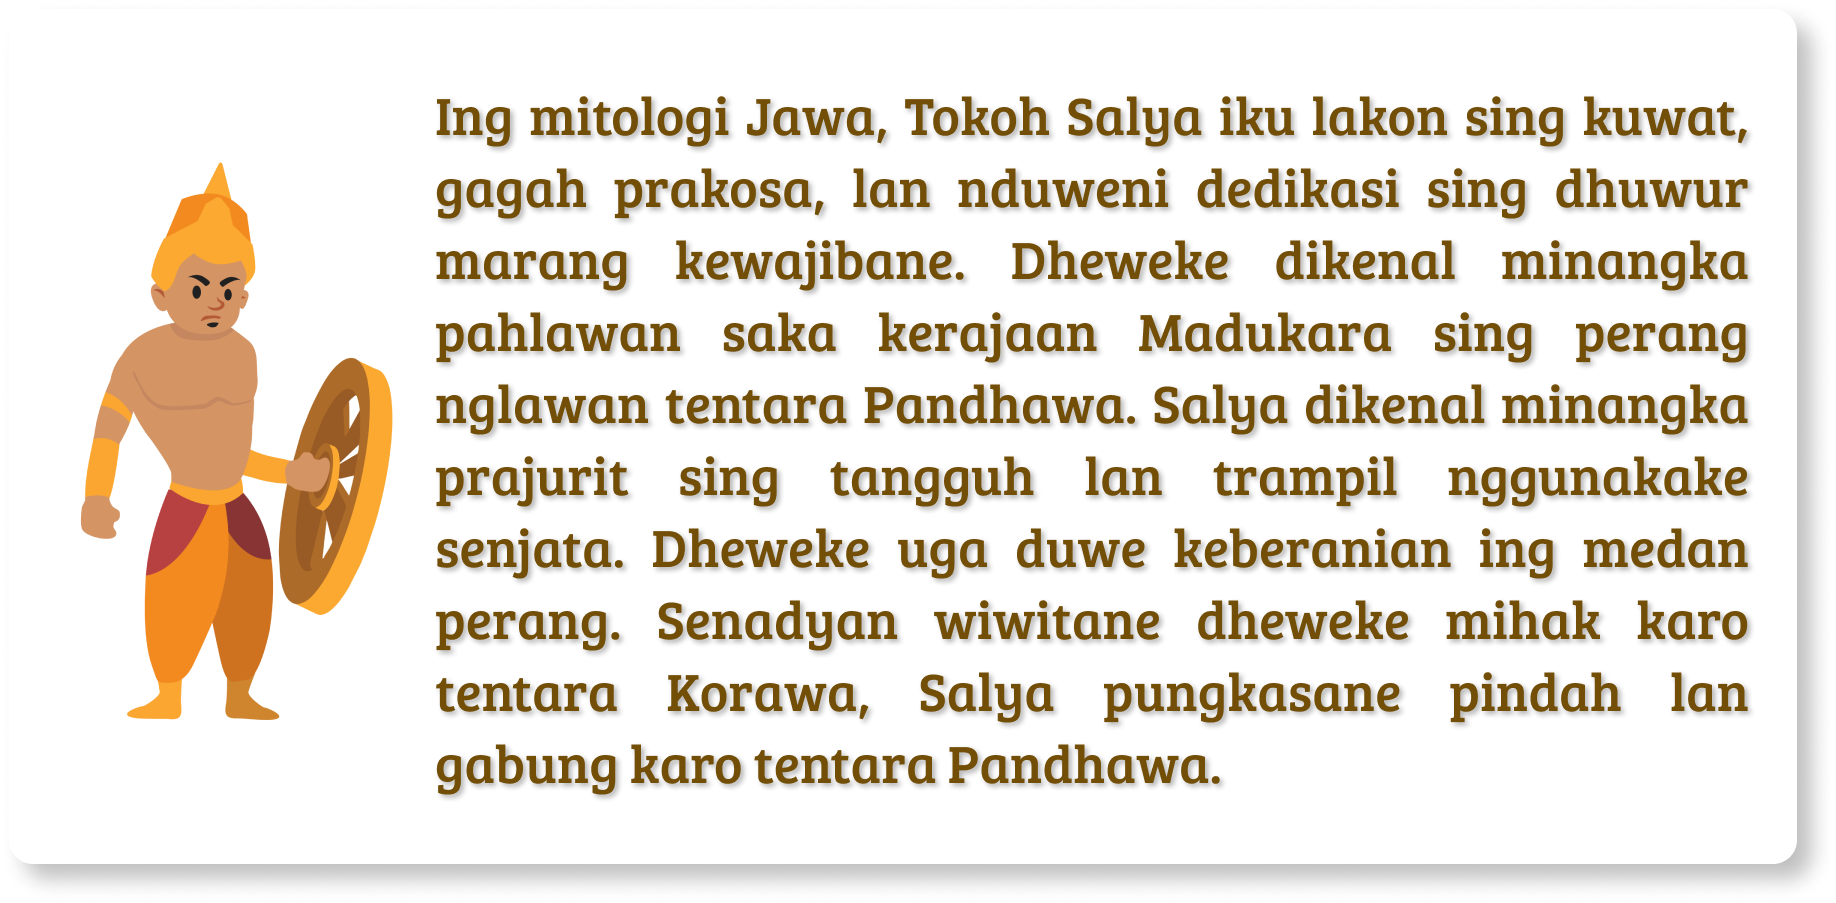 Ing mitologi Jawa, Tokoh Salya iku lakon sing kuwat,
gagah prakosa, lan nduweni dedikasi sing dhuwur
marang kewajibane. Dheweke dikenal minangka
pahlawan saka kerajaan Madukara sing perang
nglawan tentara Pandhawa. Salya dikenal minangka
prajurit sing tangguh lan trampil nggunakake
senjata. Dheweke uga duwe keberanian ing medan
perang. Senadyan wiwitane dheweke mihak karo
tentara Korawa, Salya pungkasane pindah lan
gabung karo tentara Pandhawa.